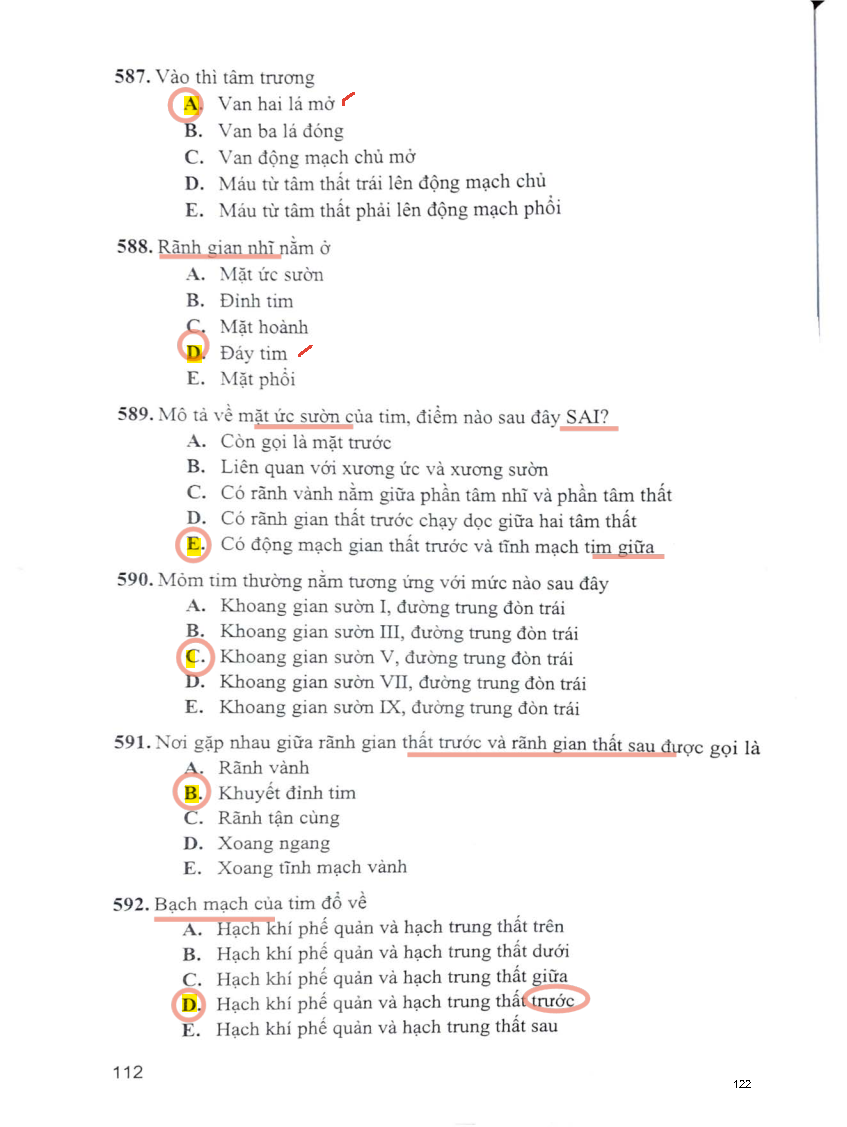 587. Vào thì tâm trương
A. Van hai lá mở
B. Van ba lá đóng
C. Van động mạch chủ mở
D. Máu từ tâm thất trái lên động mạch chủ
E. Máu từ tâm thất phải lên động mạch phổi
588. Rãnh gian nhĩ nằm ở
A. Mặt ức sườn
B. Đỉnh tim
C. Mặt hoành
D. Đáy tim
E. Mặt phổi
589. Mô tả về mặt ức sườn của tim, điểm nào sau đây SAI?
A. Còn gọi là mặt trước
B. Liên quan với xương ức và xương sườn
C. Có rãnh vành nằm giữa phần tâm nhĩ và phần tâm thất
D. Có rãnh gian thất trước chạy dọc giữa hai tâm thất
E. Có động mạch gian thất trước và tĩnh mạch tim giữa
590. Mỏm tim thường nằm tương ứng với mức nào sau đây
A. Khoang gian sườn I, đường trung đòn trái
B. Khoang gian sườn III, đường trung đòn trái
C. Khoang gian sườn V, đường trung đòn trái
D. Khoang gian sườn VII, đường trung đòn trái
E. Khoang gian sườn IX, đường trung đòn trái
591. Nơi gặp nhau giữa rãnh gian thất trước và rãnh gian thất sau được gọi là
A. Rãnh vành
B. Khuyết đỉnh tim
C. Rãnh tận cùng
D. Xoang ngang
E. Xoang tĩnh mạch vành
592. Bạch mạch của tim đổ về
A. Hạch khí phế quản và hạch trung thất trên
B. Hạch khí phế quản và hạch trung thất dưới
C. Hạch khí phế quản và hạch trung thất giữa
D. Hạch khí phế quản và hạch trung thất trước
E. Hạch khí phế quản và hạch trung thất sau
112
122